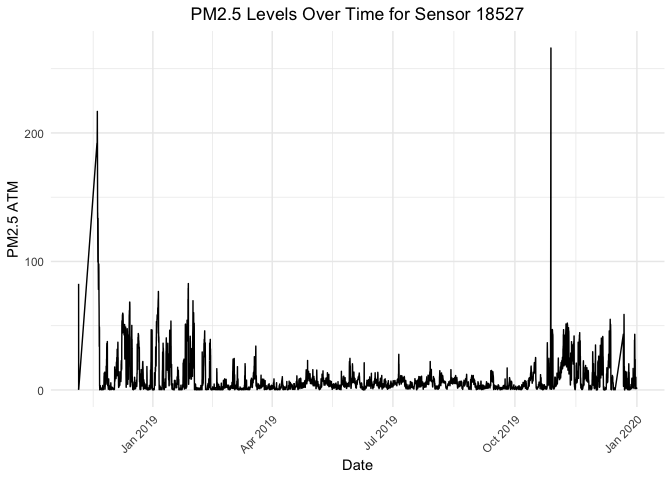 PM2.5 Levels Over Time for Sensor 18527
PM2.5 ATM
200
100
0
Jan 2019
Apr 2019
Jul 2019
Oct 2019
Jan 2020
Date